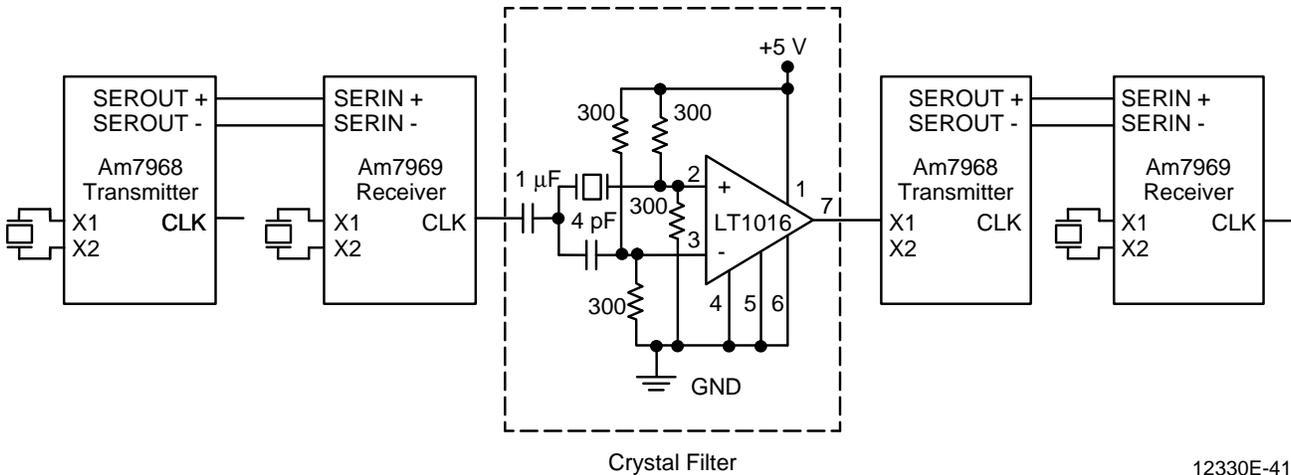 +5 V
SEROUT +
SEROUT -
Am7968
Transmitter
X1
X2
CLK
SERIN +
SERIN -
Am7969
Receiver
X1
X2
CLK
1 μF
4 pF
300
300
300
300
2
+
3
-
LT1016
1
7
4
5
6
GND
SEROUT +
SEROUT -
Am7968
Transmitter
X1
X2
CLK
SERIN +
SERIN -
Am7969
Receiver
X1
X2
CLK
Crystal Filter
12330E-41